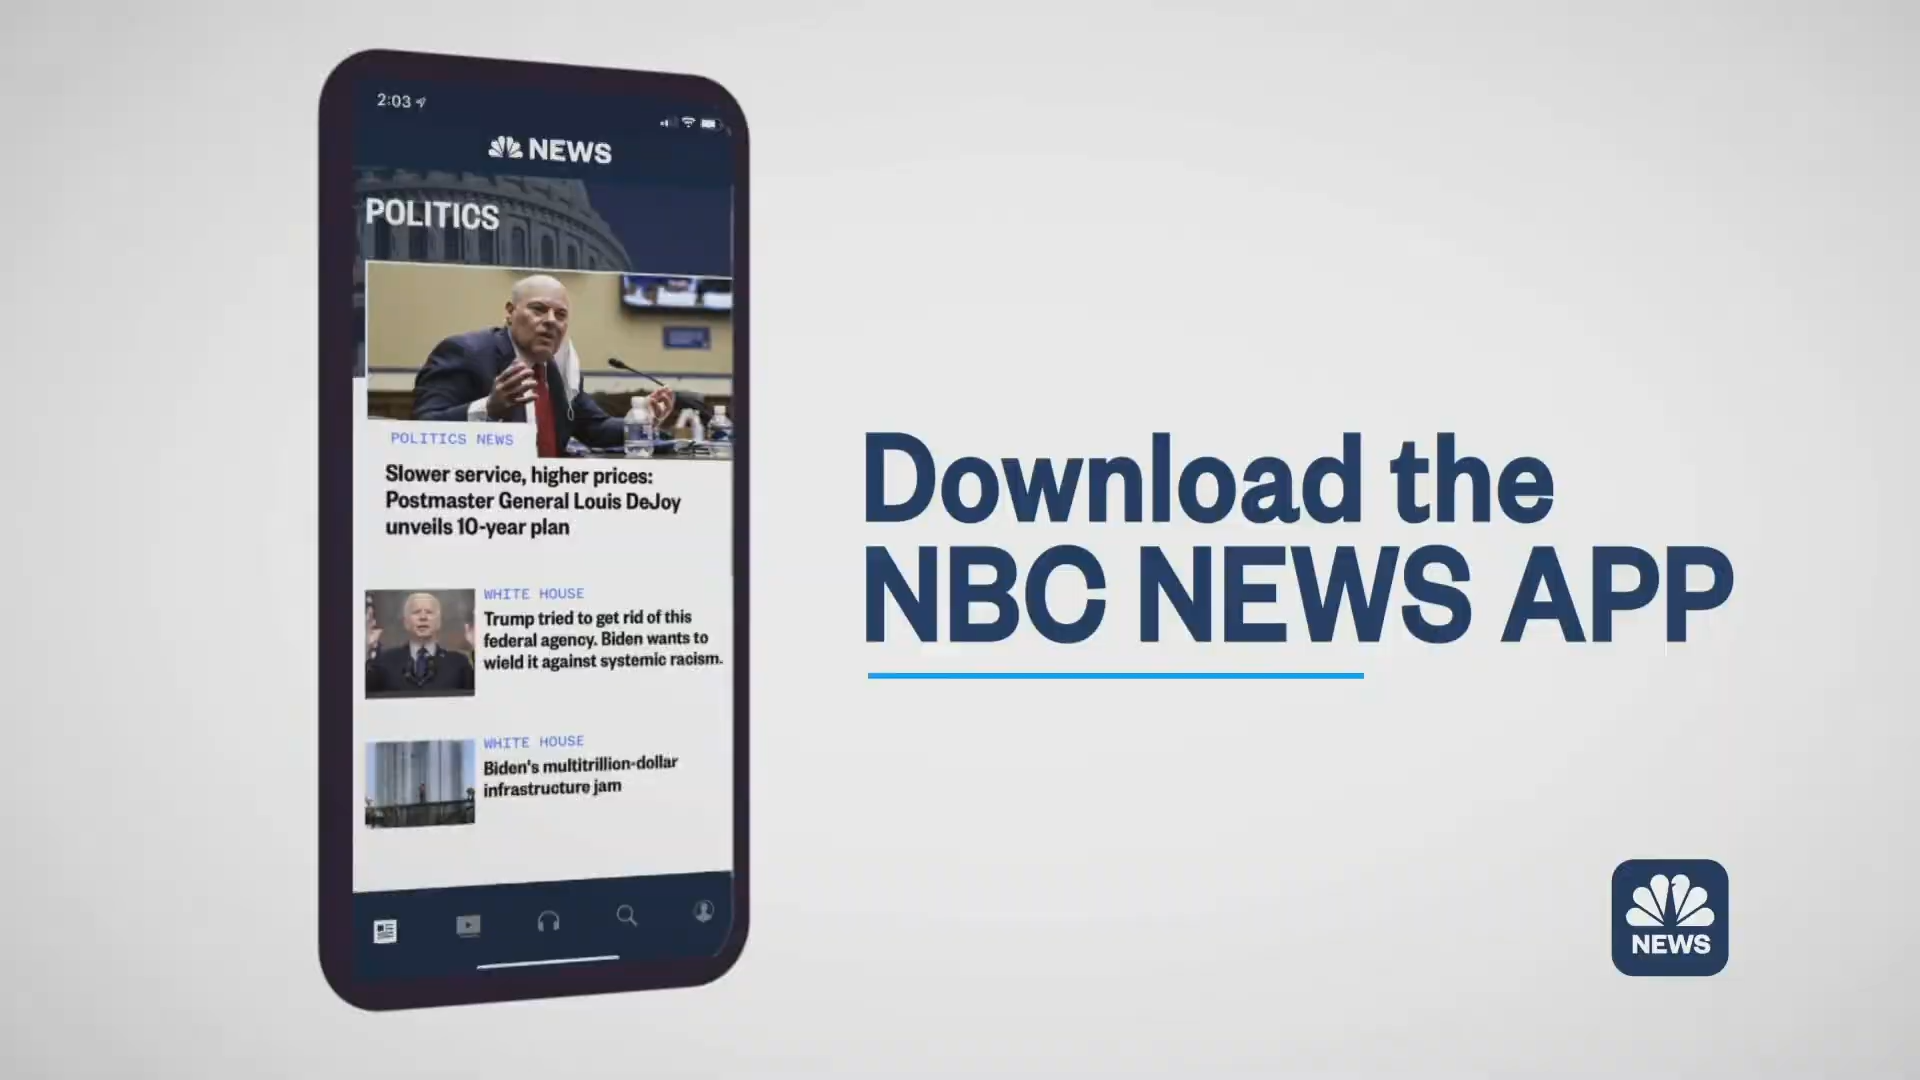 2:03
NEWS
POLITICS
POLITICS NEWS
Slower service, higher prices:
Postmaster General Louis DeJoy
unveils 10-year plan
WHITE HOUSE
Trump tried to get rid of this
federal agency. Biden wants to
wield it against systemic racism.
WHITE HOUSE
Biden's multitrillion-dollar
infrastructure jam
Download the
NBC NEWS APP
NEWS